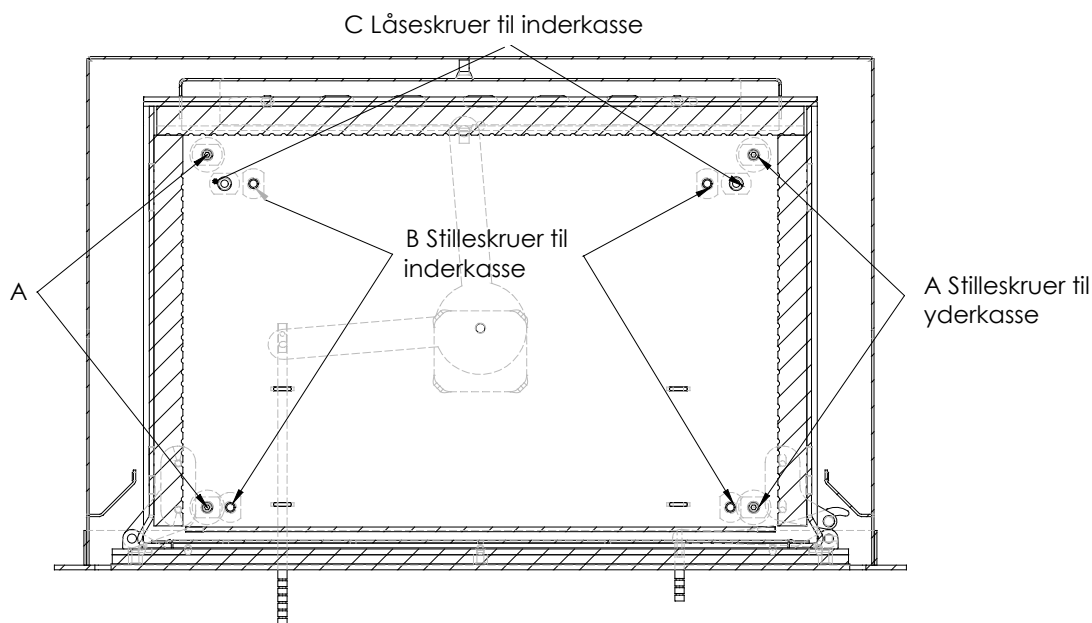 C Låseskruer til inderkasse
B Stilleskruer til
inderkasse
A
A Stilleskruer til
yderkasse